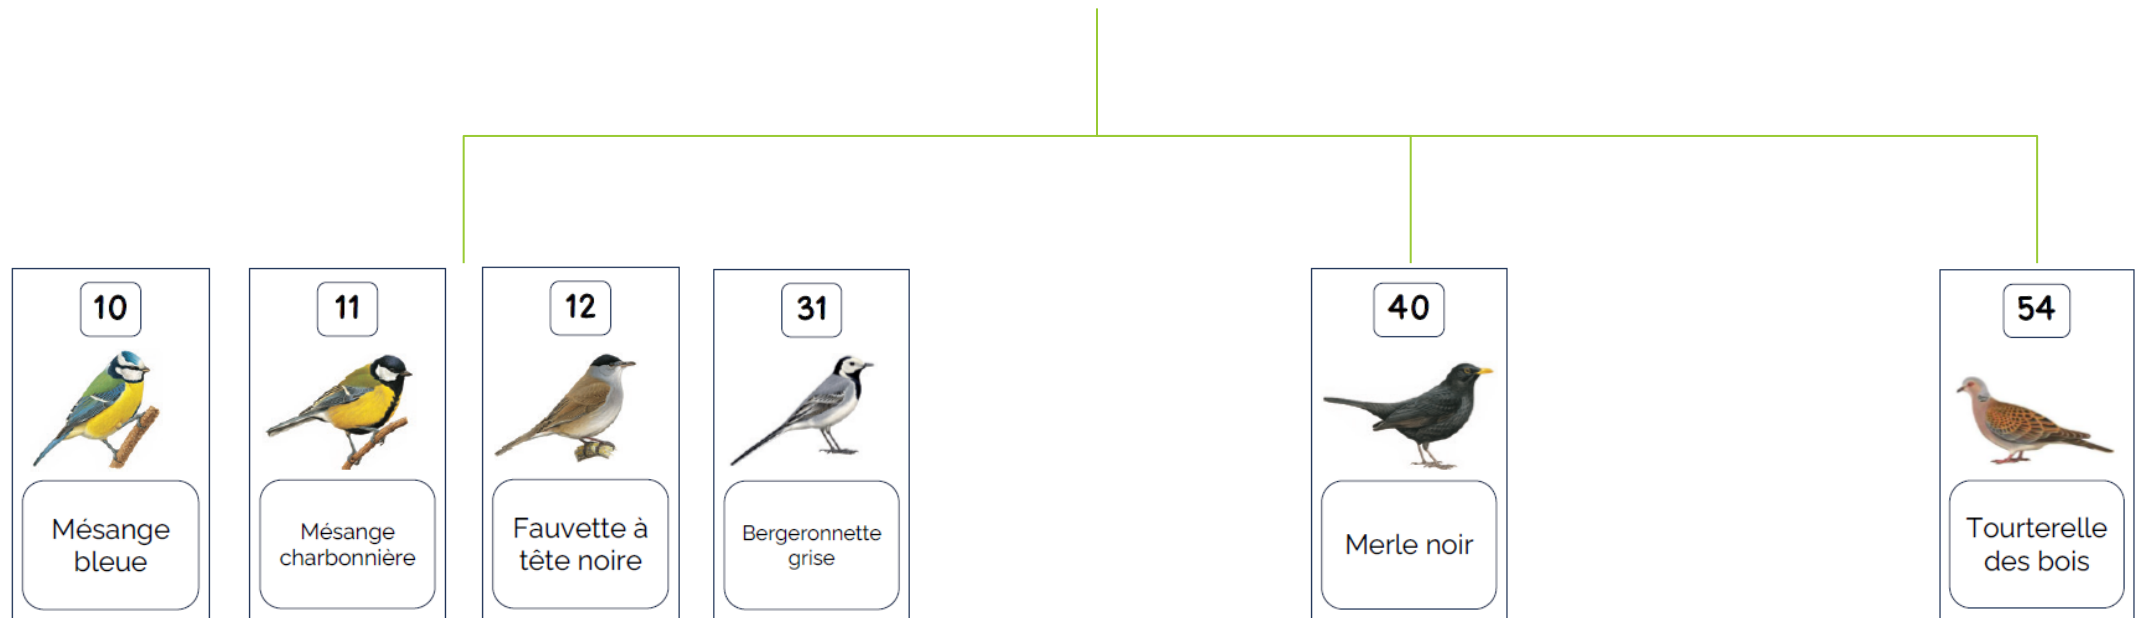 10
Mésange
bleue
11
Mésange
charbonnière
12
Fauvette à
tête noire
31
Bergeronnette
grise
40
Merle noir
54
Tourterelle
des bois